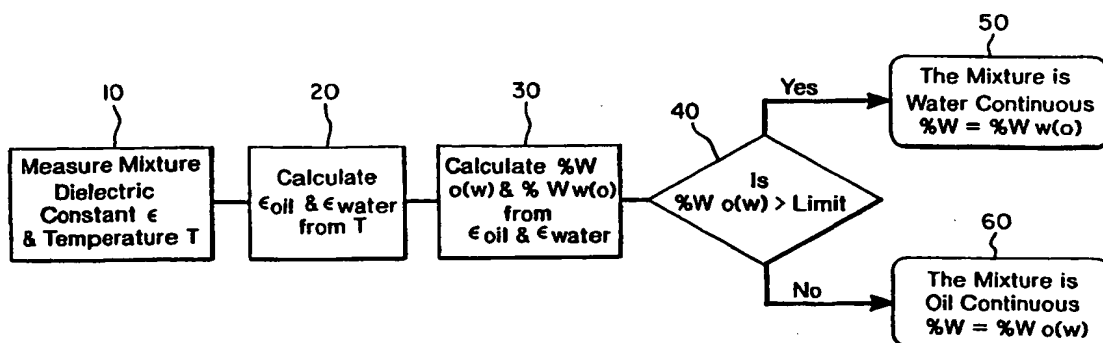 10
Measure Mixture
Dielectric
Constant ϵ
& Temperature T
20
Calculate
ϵoil & ϵwater
from T
30
Calculate %W
o(w) & % W w(o)
from
ϵoil & ϵwater
40
Is
%W o(w) > Limit
Yes
50
The Mixture is
Water Continuous
%W = %W w(o)
No
60
The Mixture is
Oil Continuous
%W = %W o(w)